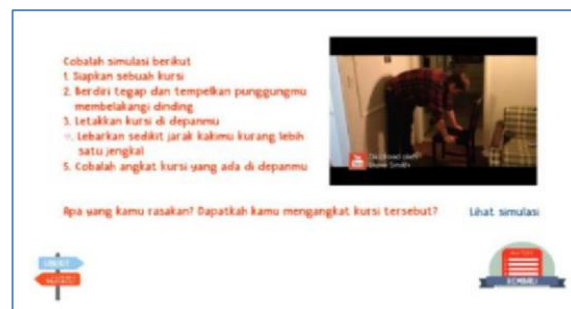 Cobalah simulasi berikut
1. Siapkan sebuah kursi
2. Berdiri tegap dan tempelkan punggungmu
membelakangi dinding
3. Letakkan kursi di depanmu
Lebarkan sedikit jarak kakimu kurang lebih
satu jengkal
5. Cobalah angkat kursi yang ada di depanmu
Apa yang kamu rasakan? Dapatkah kamu mengangkat kursi tersebut?
Lihat simulasi